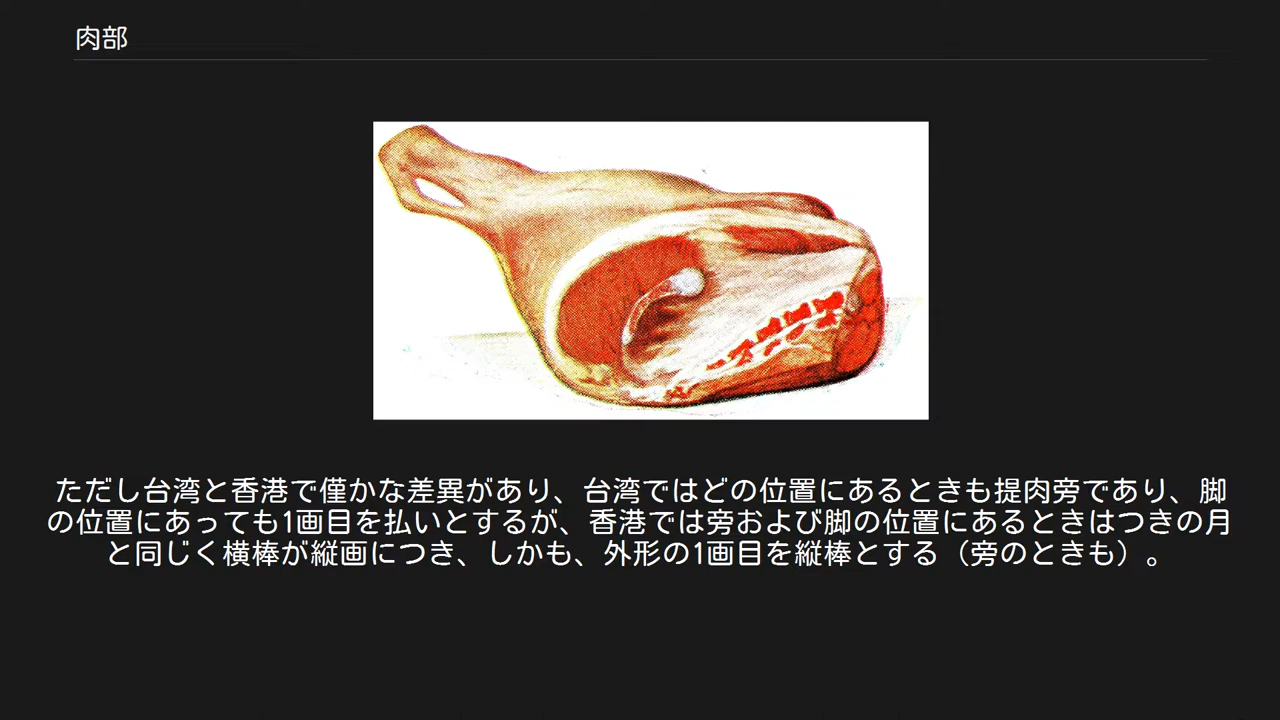 肉部
ただし台湾と香港で僅かな差異があり、台湾ではどの位置にあるときも提肉旁であり、脚
の位置にあっても1画目を払いとするが、香港では旁および脚の位置にあるときはつきの月
と同じく横棒が縦画につき、しかも、外形の1画目を縦棒とする（旁のときも）。